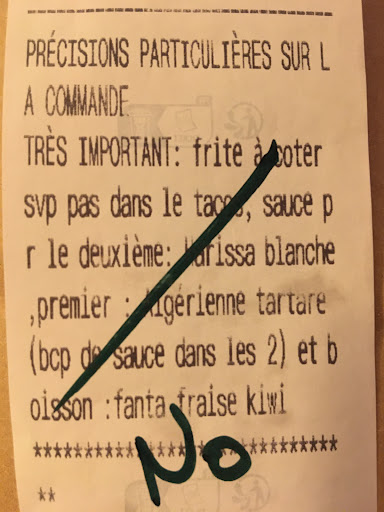 PRÉCISIONS PARTICULIÈRES SUR L
A COMMANDE
TRÈS IMPORTANT: frite à coter
svp pas dans le tacos, sauce p
r le deuxième: Harissa blanche
,premier : Algérienne tartare
(bcp de sauce dans les 2) et b
oisson :fanta fraise kiwi
******************************
**
No